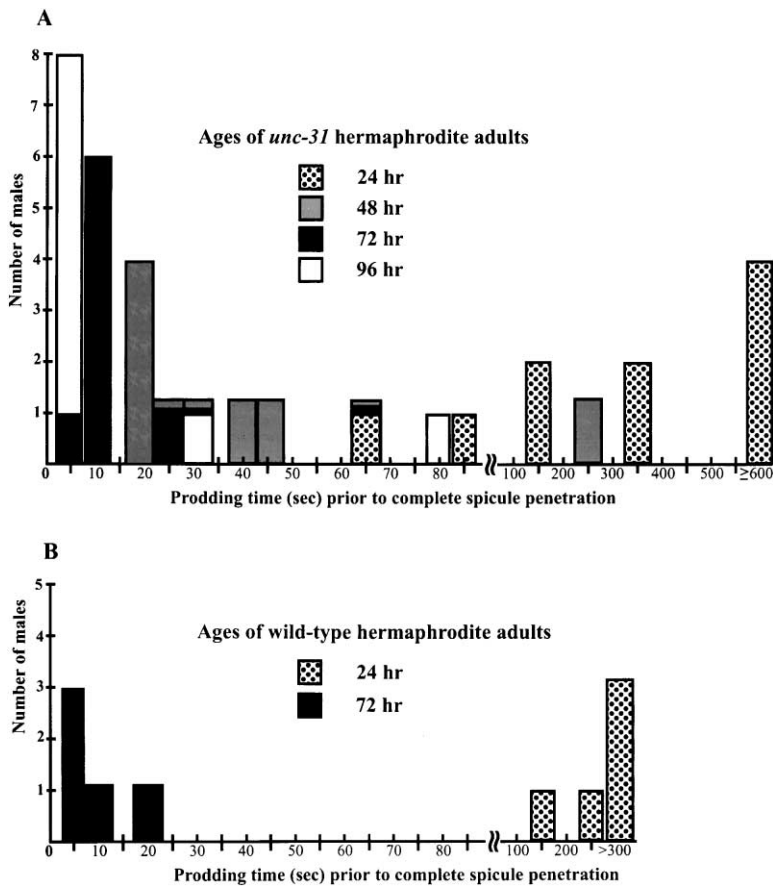 A
Number of males
8
7
6
5
4
3
2
1
Ages of unc-31 hermaphrodite adults
24 hr
48 hr
72 hr
96 hr
0 10 20 30 40 50 60 70 80 100 200 300 400 500 ≥600
Prodding time (sec) prior to complete spicule penetration
B
Number of males
5
4
3
2
1
Ages of wild-type hermaphrodite adults
24 hr
72 hr
0 10 20 30 40 50 60 70 80 100 200 >300
Prodding time (sec) prior to complete spicule penetration